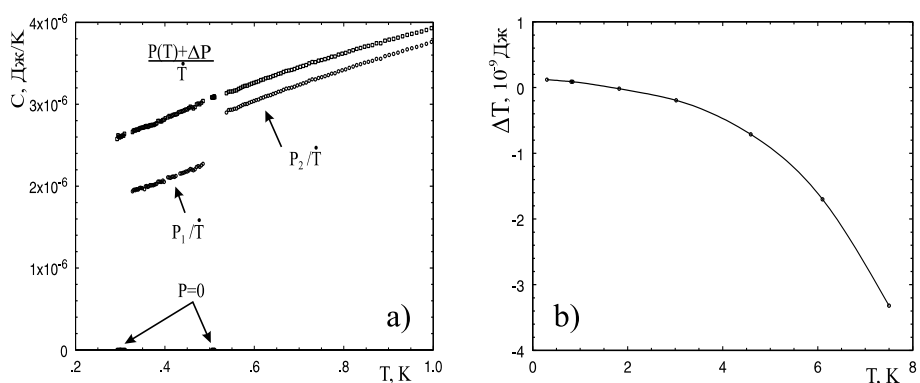 4x10⁻⁶
3x10⁻⁶
2x10⁻⁶
1x10⁻⁶
0
C, Дж/K
P(T)+ΔP
Ṫ
P₂/Ṫ
P₁/Ṫ
P=0
a)
.2 .4 .6 .8 1.0
T, K
b)
1
0
-1
-2
-3
-4
ΔT, 10⁻⁹ Дж
0 2 4 6 8
T, K